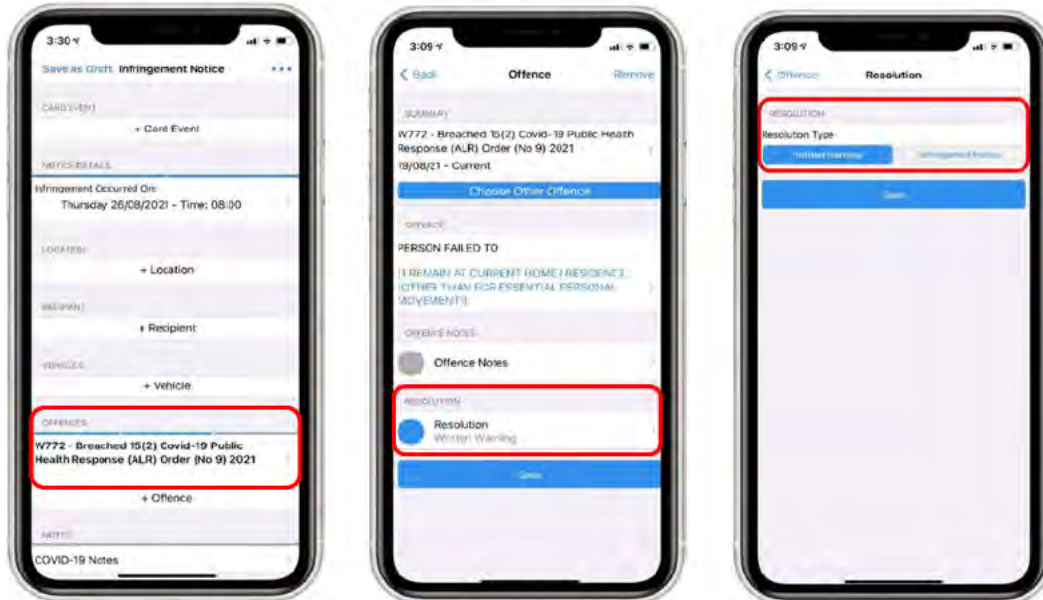 3:30
Save as Draft Infringement Notice
CARD EVENT
+ Card Event
NOTICE DETAILS
Infringement Occurred On:
Thursday 26/08/2021 - Time: 08:00
LOCATION
+ Location
RECIPIENT
+ Recipient
VEHICLES
+ Vehicle
OFFENCES
W772 - Breached 15(2) Covid-19 Public
Health Response (ALR) Order (No 9) 2021
+ Offence
NOTES
COVID-19 Notes
3:09
Back Offence Remove
SUMMARY
W772 - Breached 15(2) Covid-19 Public Health
Response (ALR) Order (No 9) 2021
19/08/21 - Current
Choose Other Offence
OFFENCE
PERSON FAILED TO
REMAIN AT CURRENT HOME / RESIDENCE
(OTHER THAN FOR ESSENTIAL PERSONAL
MOVEMENT)
OFFENCE NOTES
Offence Notes
RESOLUTION
Resolution
Written Warning
3:09
Offence Resolution
RESOLUTION
Resolution Type
Written Warning Infringement Notice